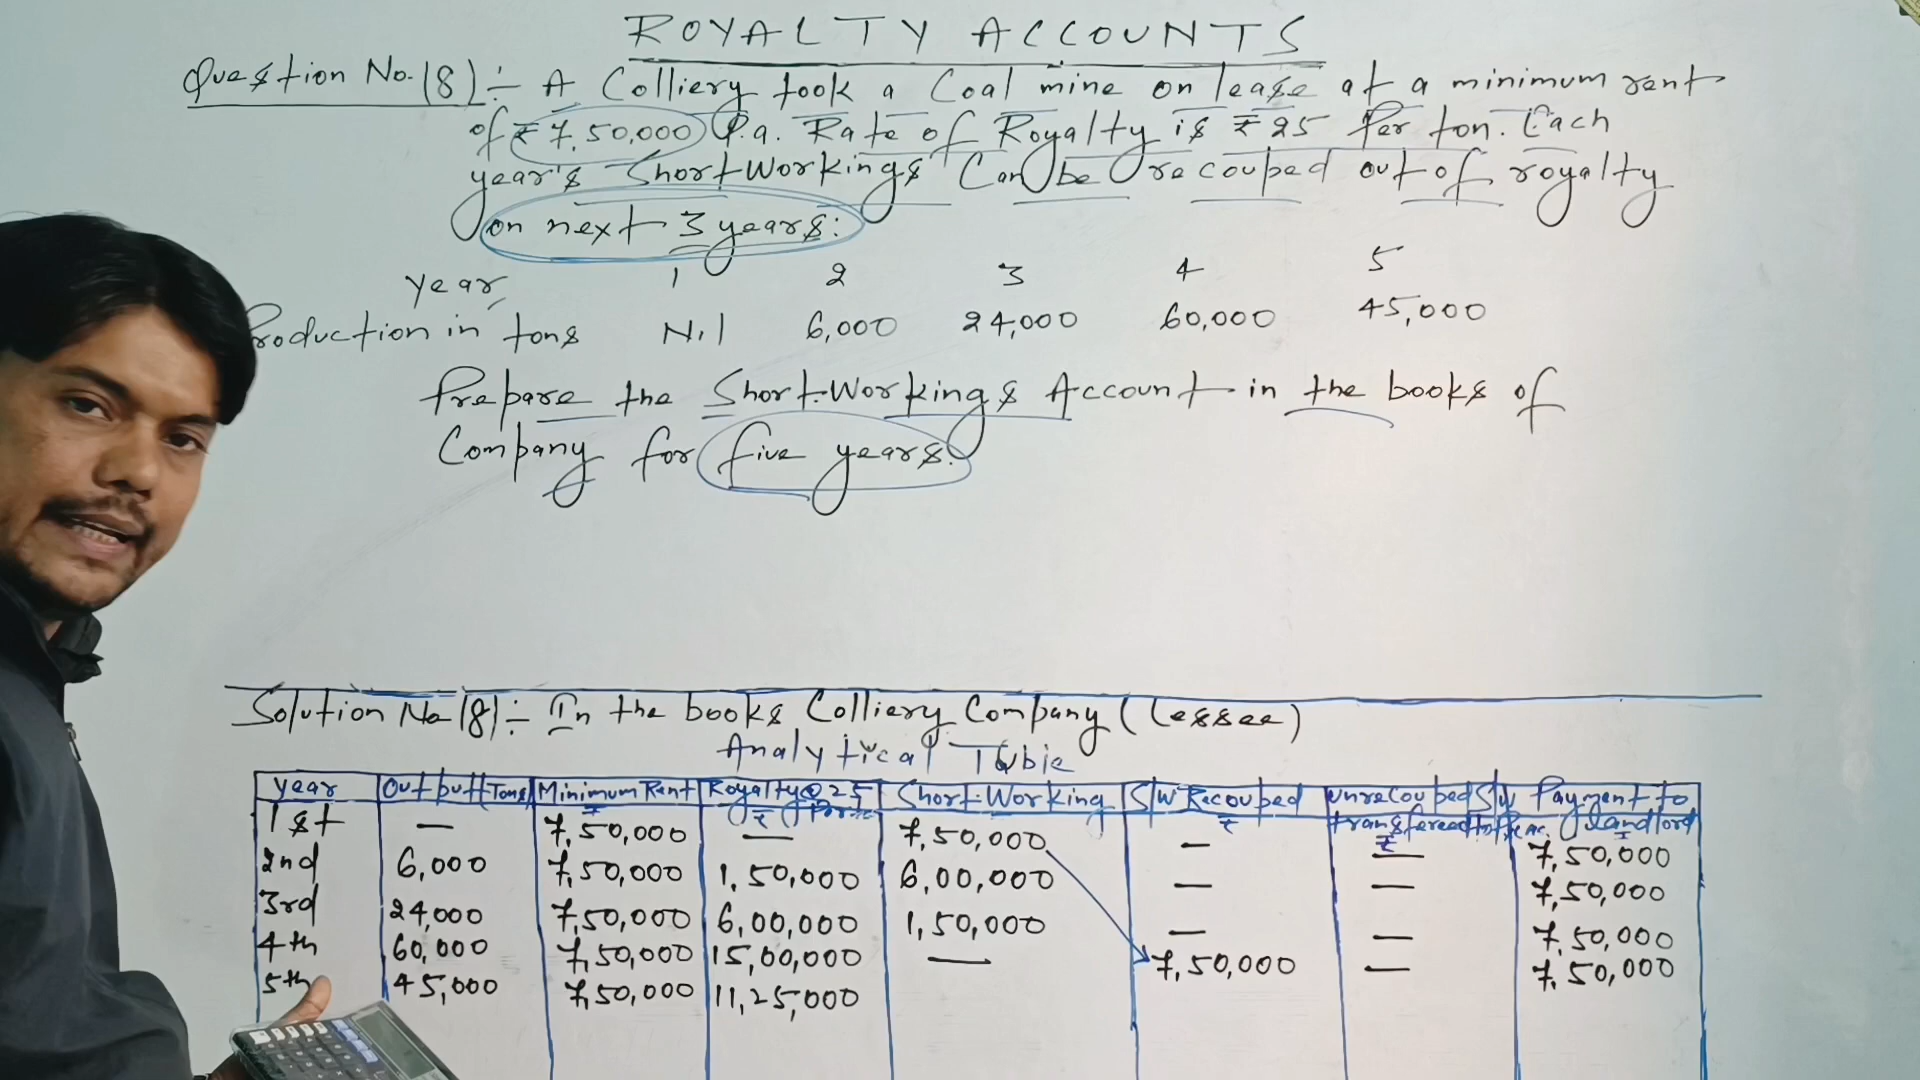 ROYALTY ACCOUNTS
Question No.(8):- A Colliery took a Coal mine on lease at a minimum rent
of ₹7,50,000 P.a. Rate of Royalty is ₹25 Per ton. Each
year's ShortWorkings Can be recouped out of royalty
on next 3 years:
Year, 1 2 3 4 5
Production in tons Nil 6,000 24,000 60,000 45,000
Prepare the Short-Workings Account in the books of
Company for five years.
Solution No (8):- In the books Colliery Company (Lessee)
Analytical Table
Year Output (Tons) Minimum Rent ₹ Royalty@25 ₹ Per Short-Working S/W Recouped ₹ Unrecouped S/W ₹ Payment to landlord ₹
1st — 7,50,000 — 7,50,000 — — 7,50,000
2nd 6,000 7,50,000 1,50,000 6,00,000 — — 7,50,000
3rd 24,000 7,50,000 6,00,000 1,50,000 — — 7,50,000
4th 60,000 7,50,000 15,00,000 — 7,50,000 — 7,50,000
5th 45,000 7,50,000 11,25,000